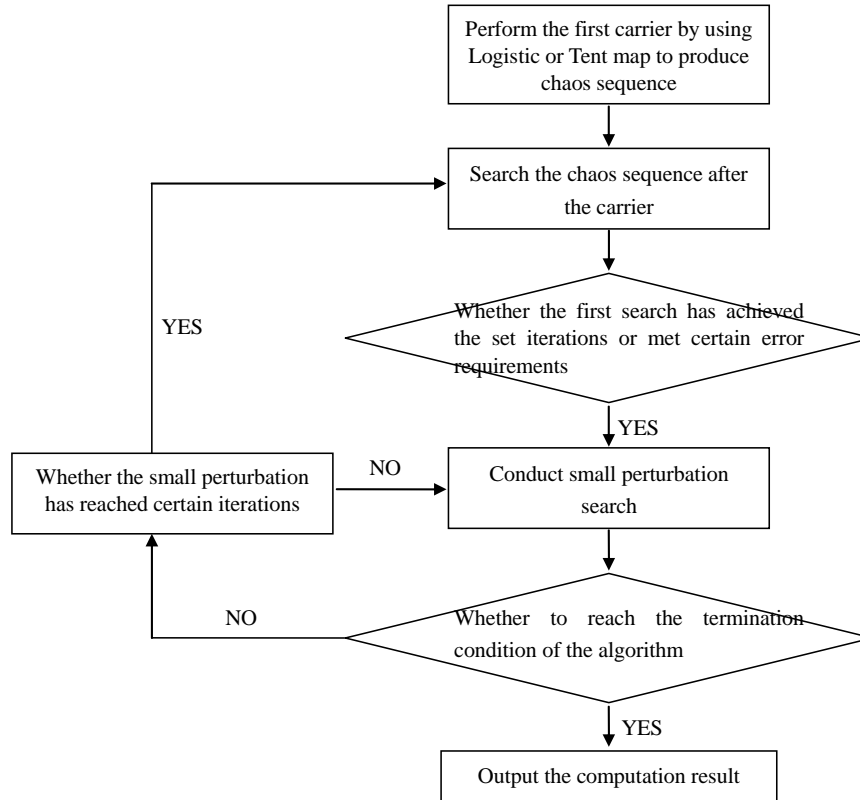 Perform the first carrier by using
Logistic or Tent map to produce
chaos sequence
Search the chaos sequence after
the carrier
YES
Whether the first search has achieved
the set iterations or met certain error
requirements
YES
Whether the small perturbation
has reached certain iterations
NO
Conduct small perturbation
search
NO
Whether to reach the termination
condition of the algorithm
YES
Output the computation result